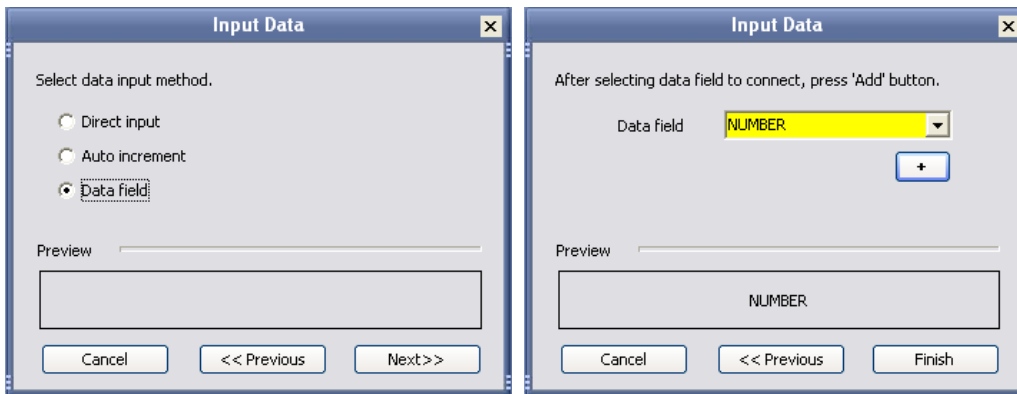 Input Data
Select data input method.
Direct input
Auto increment
Data field
Preview
Cancel
<< Previous
Next>>
Input Data
After selecting data field to connect, press 'Add' button.
Data field
NUMBER
+
Preview
NUMBER
Cancel
<< Previous
Finish